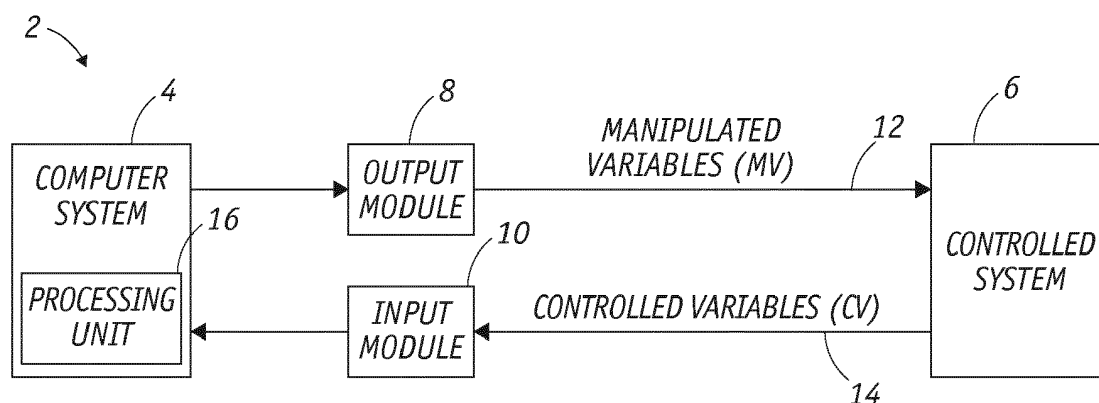 2
4
8
6
COMPUTER
SYSTEM
OUTPUT
MODULE
MANIPULATED
VARIABLES (MV)
12
CONTROLLED
SYSTEM
16
PROCESSING
UNIT
10
INPUT
MODULE
CONTROLLED VARIABLES (CV)
14